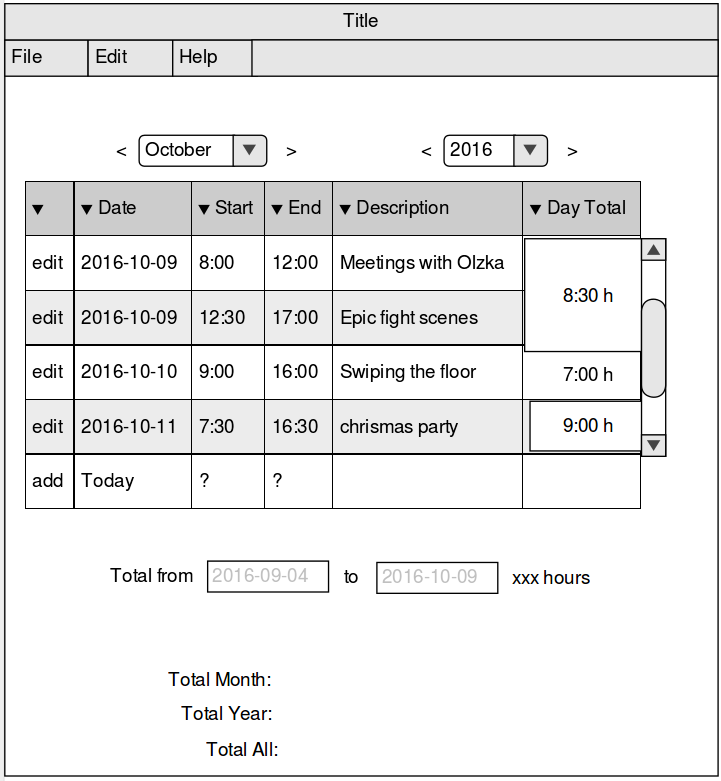 Title
File Edit Help
< October > < 2016 >
Date Start End Description Day Total
edit 2016-10-09 8:00 12:00 Meetings with Olzka
8:30 h
edit 2016-10-09 12:30 17:00 Epic fight scenes
edit 2016-10-10 9:00 16:00 Swiping the floor 7:00 h
edit 2016-10-11 7:30 16:30 chrismas party 9:00 h
add Today ? ?
Total from 2016-09-04 to 2016-10-09 xxx hours
Total Month:
Total Year:
Total All: